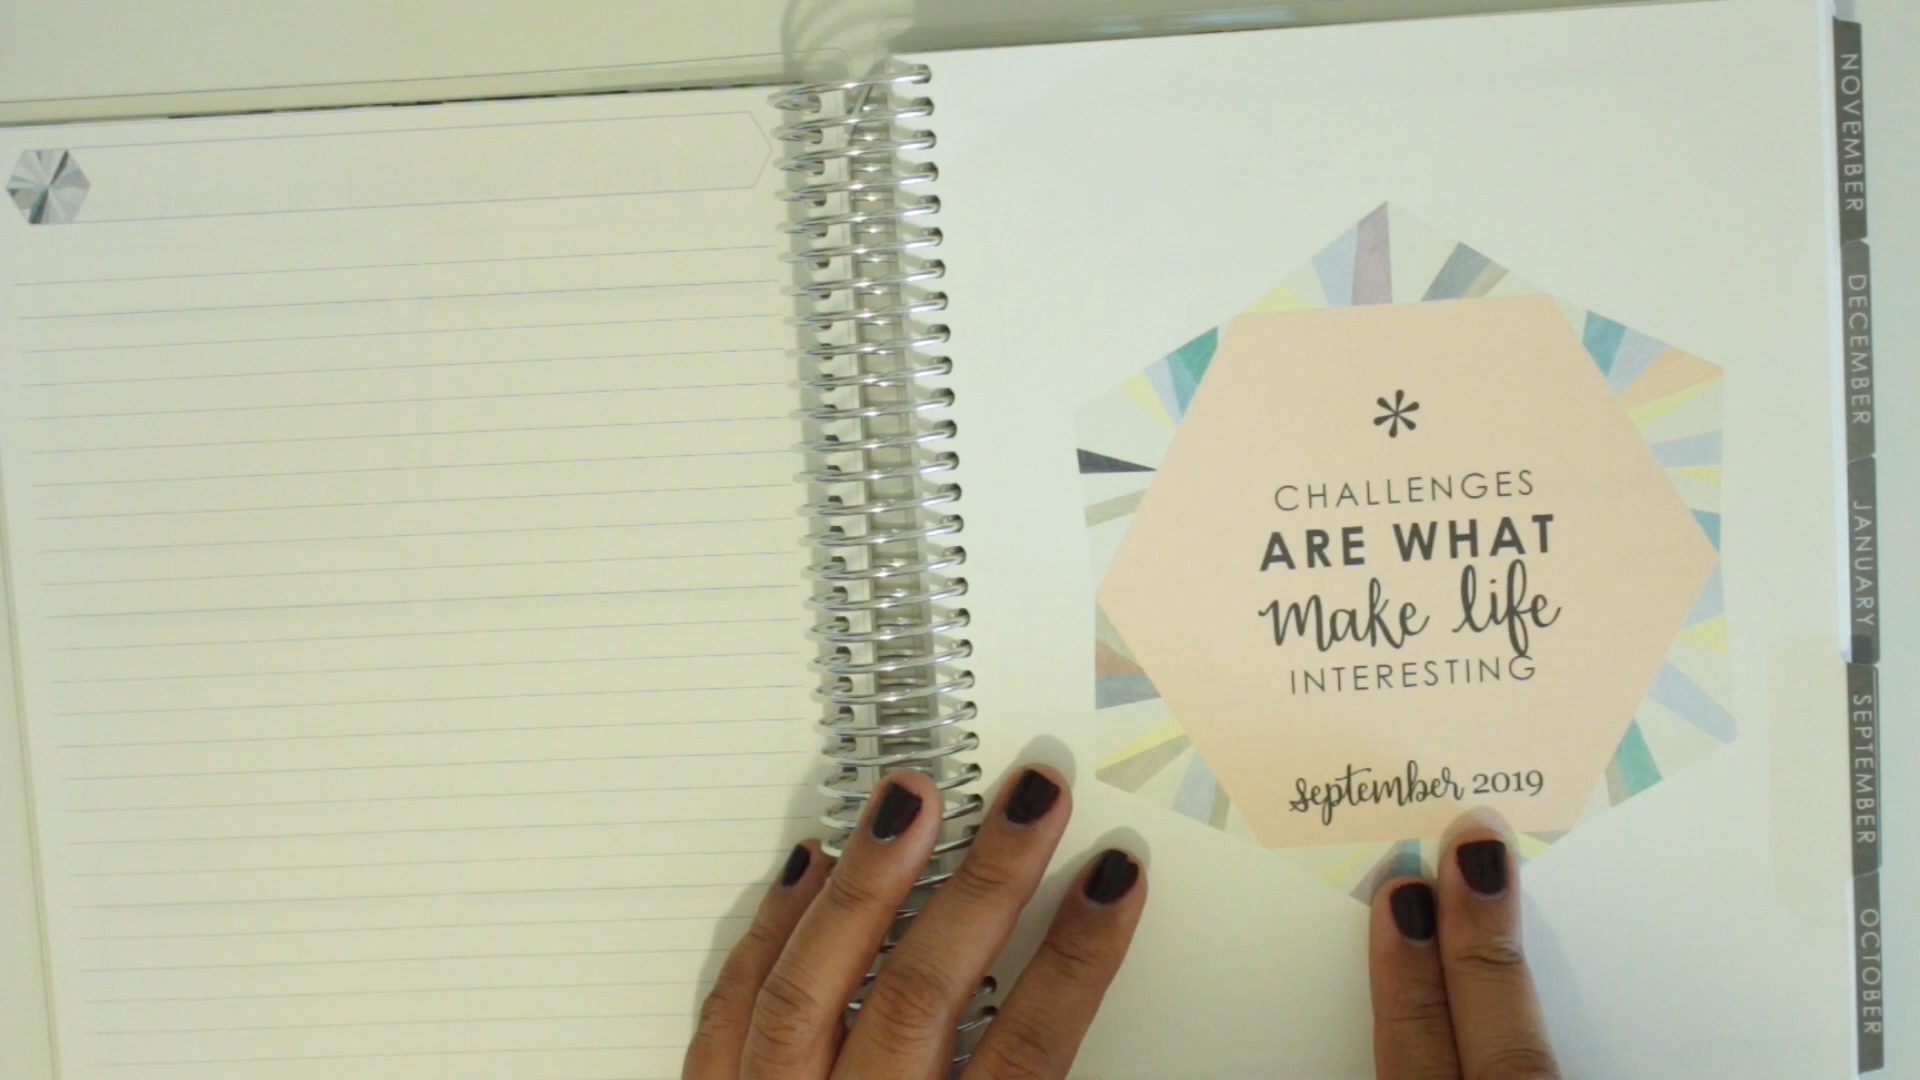 *
CHALLENGES
ARE WHAT
make life
INTERESTING
september 2019
NOVEMBER
DECEMBER
JANUARY
SEPTEMBER
OCTOBER